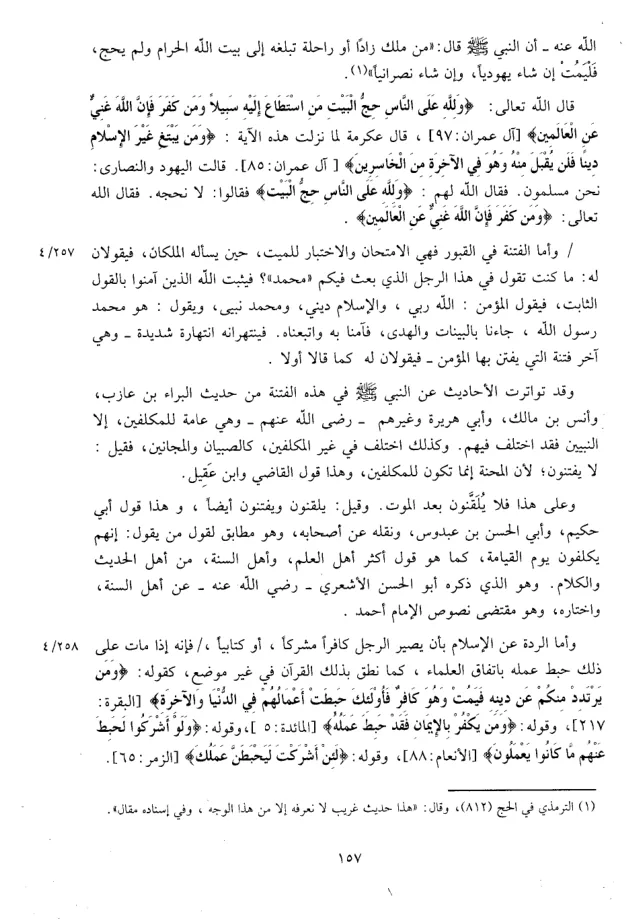 الله عنه ـ أن النبي ﷺ قال: «من ملك زادًا أو راحلة تبلغه إلى بيت الله الحرام ولم يحج،
فَلْيَمُتْ إن شاء يهودياً، وإن شاء نصرانياً»(١).
قال الله تعالى: ﴿وَلِلَّهِ عَلَى النَّاسِ حِجُّ الْبَيْتِ مَنِ اسْتَطَاعَ إِلَيْهِ سَبِيلاً وَمَن كَفَرَ فَإِنَّ اللَّهَ غَنِيٌّ
عَنِ الْعَالَمِينَ﴾ [آل عمران: ٩٧] ، قال عكرمة لما نزلت هذه الآية : ﴿وَمَن يَبْتَغِ غَيْرَ الإِسْلامِ
دِينًا فَلَن يُقْبَلَ مِنْهُ وَهُوَ فِي الآخِرَةِ مِنَ الْخَاسِرِينَ﴾ [آل عمران: ٨٥]. قالت اليهود والنصارى:
نحن مسلمون. فقال الله لهم : ﴿وَلِلَّهِ عَلَى النَّاسِ حِجُّ الْبَيْتِ﴾ فقالوا: لا نحجه. فقال الله
تعالى: ﴿وَمَن كَفَرَ فَإِنَّ اللَّهَ غَنِيٌّ عَنِ الْعَالَمِينَ﴾ .
٤/٢٥٧ / وأما الفتنة في القبور فهي الامتحان والاختبار للميت، حين يسأله الملكان، فيقولان
له: ما كنت تقول في هذا الرجل الذي بعث فيكم «محمد»؟ فيثبت الله الذين آمنوا بالقول
الثابت، فيقول المؤمن : الله ربي ، والإسلام ديني، ومحمد نبيى، ويقول : هو محمد
رسول الله ، جاءنا بالبينات والهدى، فآمنا به واتبعناه. فينتهرانه انتهارة شديدة ـ وهي
آخر فتنة التي يفتن بها المؤمن ـ فيقولان له كما قالا أولا .
وقد تواترت الأحاديث عن النبي ﷺ في هذه الفتنة من حديث البراء بن عازب،
وأنس بن مالك، وأبي هريرة وغيرهم ـ رضى الله عنهم ـ وهي عامة للمكلفين، إلا
النبيين فقد اختلف فيهم. وكذلك اختلف في غير المكلفين، كالصبيان والمجانين، فقيل :
لا يفتنون؛ لأن المحنة إنما تكون للمكلفين، وهذا قول القاضي وابن عَقِيل.
وعلى هذا فلا يُلَقَّنون بعد الموت. وقيل: يلقنون ويفتنون أيضاً ، و هذا قول أبي
حكيم، وأبي الحسن بن عبدوس، ونقله عن أصحابه، وهو مطابق لقول من يقول: إنهم
يكلفون يوم القيامة، كما هو قول أكثر أهل العلم، وأهل السنة، من أهل الحديث
والكلام. وهو الذي ذكره أبو الحسن الأشعري ـ رضي الله عنه ـ عن أهل السنة،
واختاره، وهو مقتضى نصوص الإمام أحمد .
٤/٢٥٨ وأما الردة عن الإسلام بأن يصير الرجل كافراً مشركاً ، أو كتابياً ،/ فإنه إذا مات على
ذلك حبط عمله باتفاق العلماء ، كما نطق بذلك القرآن في غير موضع، كقوله: ﴿وَمَن
يَرْتَدِدْ مِنكُمْ عَن دِينِهِ فَيَمُتْ وَهُوَ كَافِرٌ فَأُولَئِكَ حَبِطَتْ أَعْمَالُهُمْ فِي الدُّنْيَا وَالآخِرَةِ﴾ [البقرة:
٢١٧]، وقوله: ﴿وَمَن يَكْفُرْ بِالإِيمَانِ فَقَدْ حَبِطَ عَمَلُهُ﴾ [المائدة: ٥ ]،وقوله: ﴿وَلَوْ أَشْرَكُوا لَحَبِطَ
عَنْهُم مَّا كَانُوا يَعْمَلُونَ﴾ [الأنعام: ٨٨]، وقوله: ﴿لَئِنْ أَشْرَكْتَ لَيَحْبَطَنَّ عَمَلُكَ﴾ [الزمر: ٦٥].
(١) الترمذي في الحج (٨١٢)، وقال: «هذا حديث غريب لا نعرفه إلا من هذا الوجه ، وفي إسناده مقال».
١٥٧